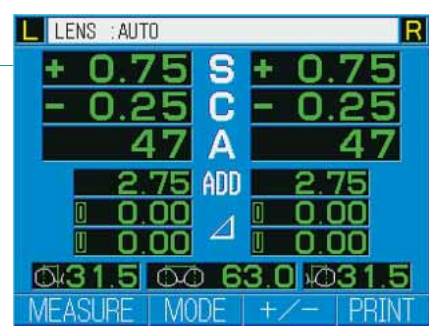 L LENS :AUTO R
+ 0.75 S + 0.75
- 0.25 C - 0.25
47 A 47
2.75 ADD 2.75
I 0.00 I 0.00
U 0.00 U 0.00
31.5 63.0 31.5
MEASURE MODE +/- PRINT